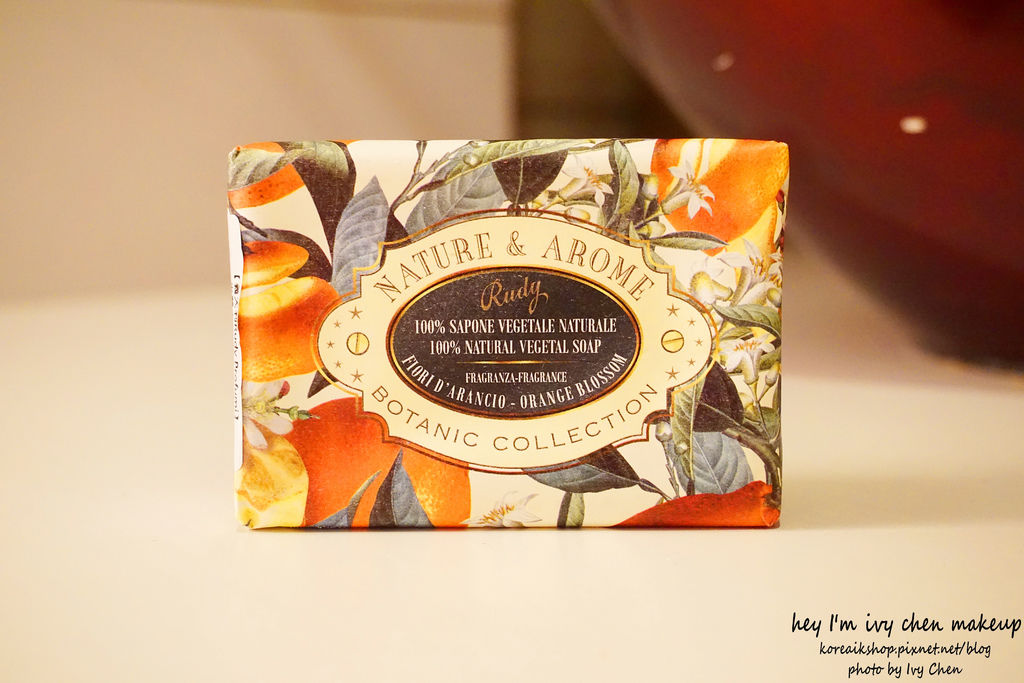 NATURE & AROME
Rudy
100% SAPONE VEGETALE NATURALE
100% NATURAL VEGETAL SOAP
FRAGRANZA-FRAGRANCE
FIORI D'ARANCIO - ORANGE BLOSSOM
BOTANIC COLLECTION
hey I'm ivy chen makeup
koreaikshop.pixnet.net/blog
photo by Ivy Chen